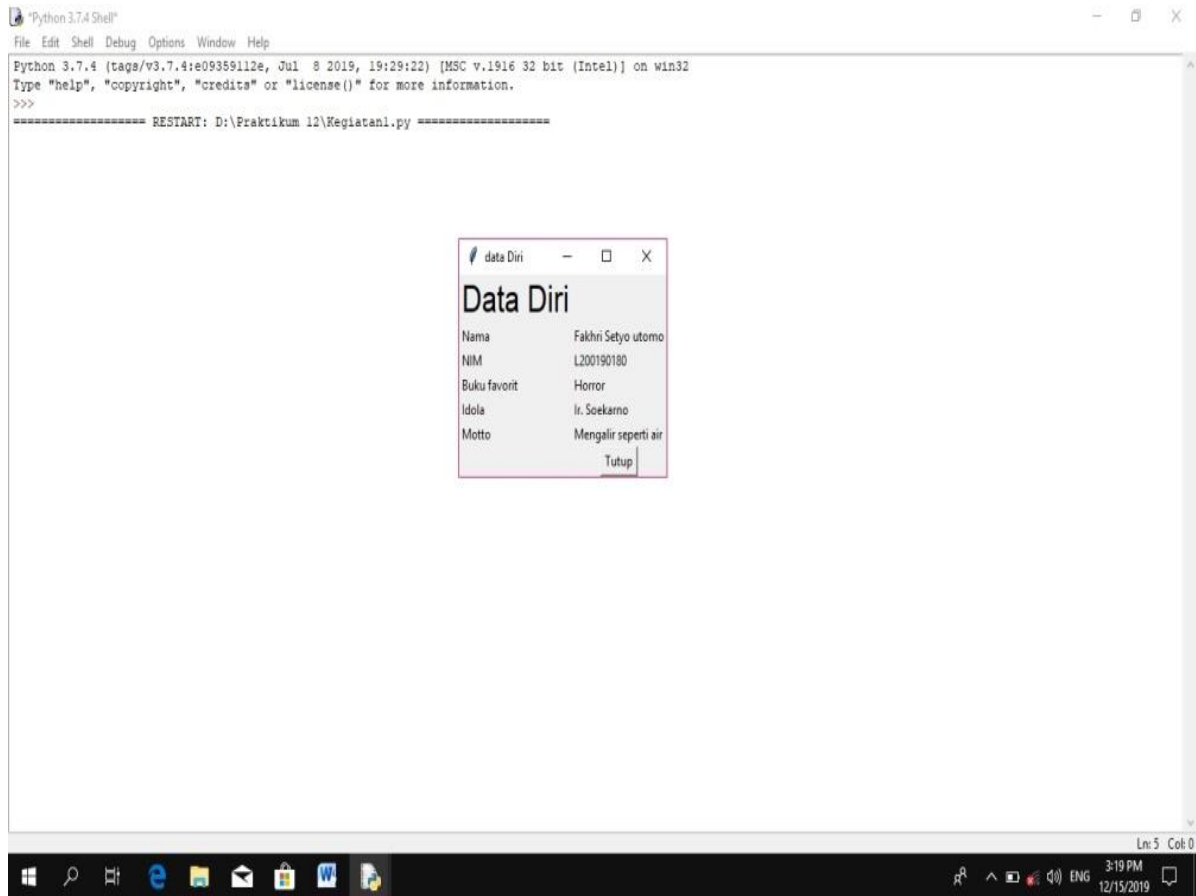 *Python 3.7.4 Shell*
File Edit Shell Debug Options Window Help
Python 3.7.4 (tags/v3.7.4:e09359112e, Jul  8 2019, 19:29:22) [MSC v.1916 32 bit (Intel)] on win32
Type "help", "copyright", "credits" or "license()" for more information.
>>>
=================== RESTART: D:\Praktikum 12\Kegiatan1.py ===================
data Diri
Data Diri
Nama Fakhri Setyo utomo
NIM L200190180
Buku favorit Horror
Idola Ir. Soekarno
Motto Mengalir seperti air
Tutup
Ln: 5 Col: 0
ENG 3:19 PM
12/15/2019